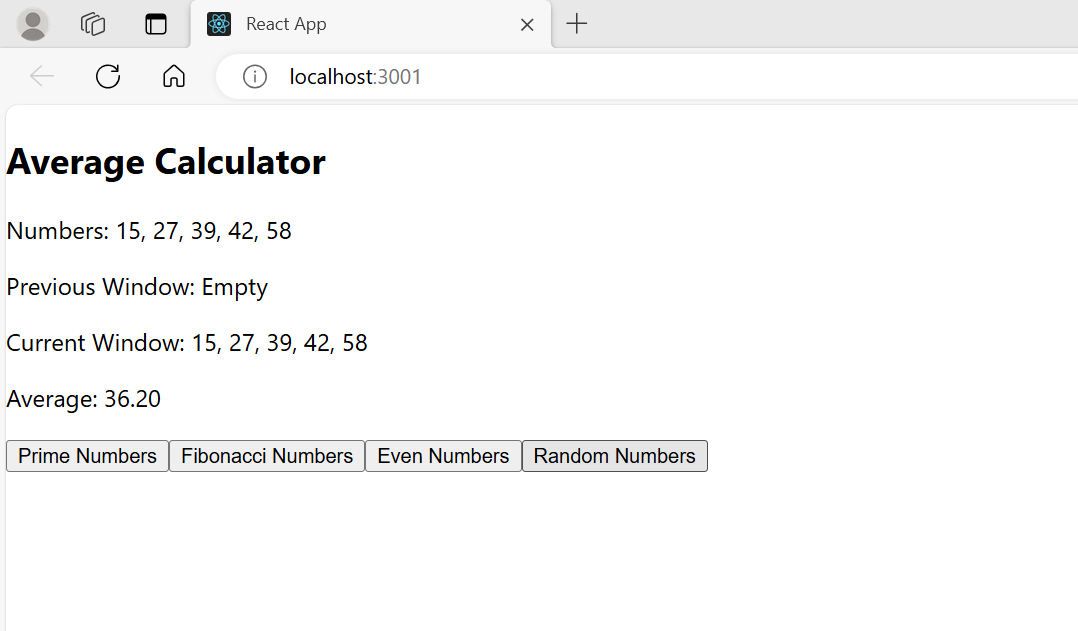 React App
localhost:3001
Average Calculator
Numbers: 15, 27, 39, 42, 58
Previous Window: Empty
Current Window: 15, 27, 39, 42, 58
Average: 36.20
Prime Numbers Fibonacci Numbers Even Numbers Random Numbers